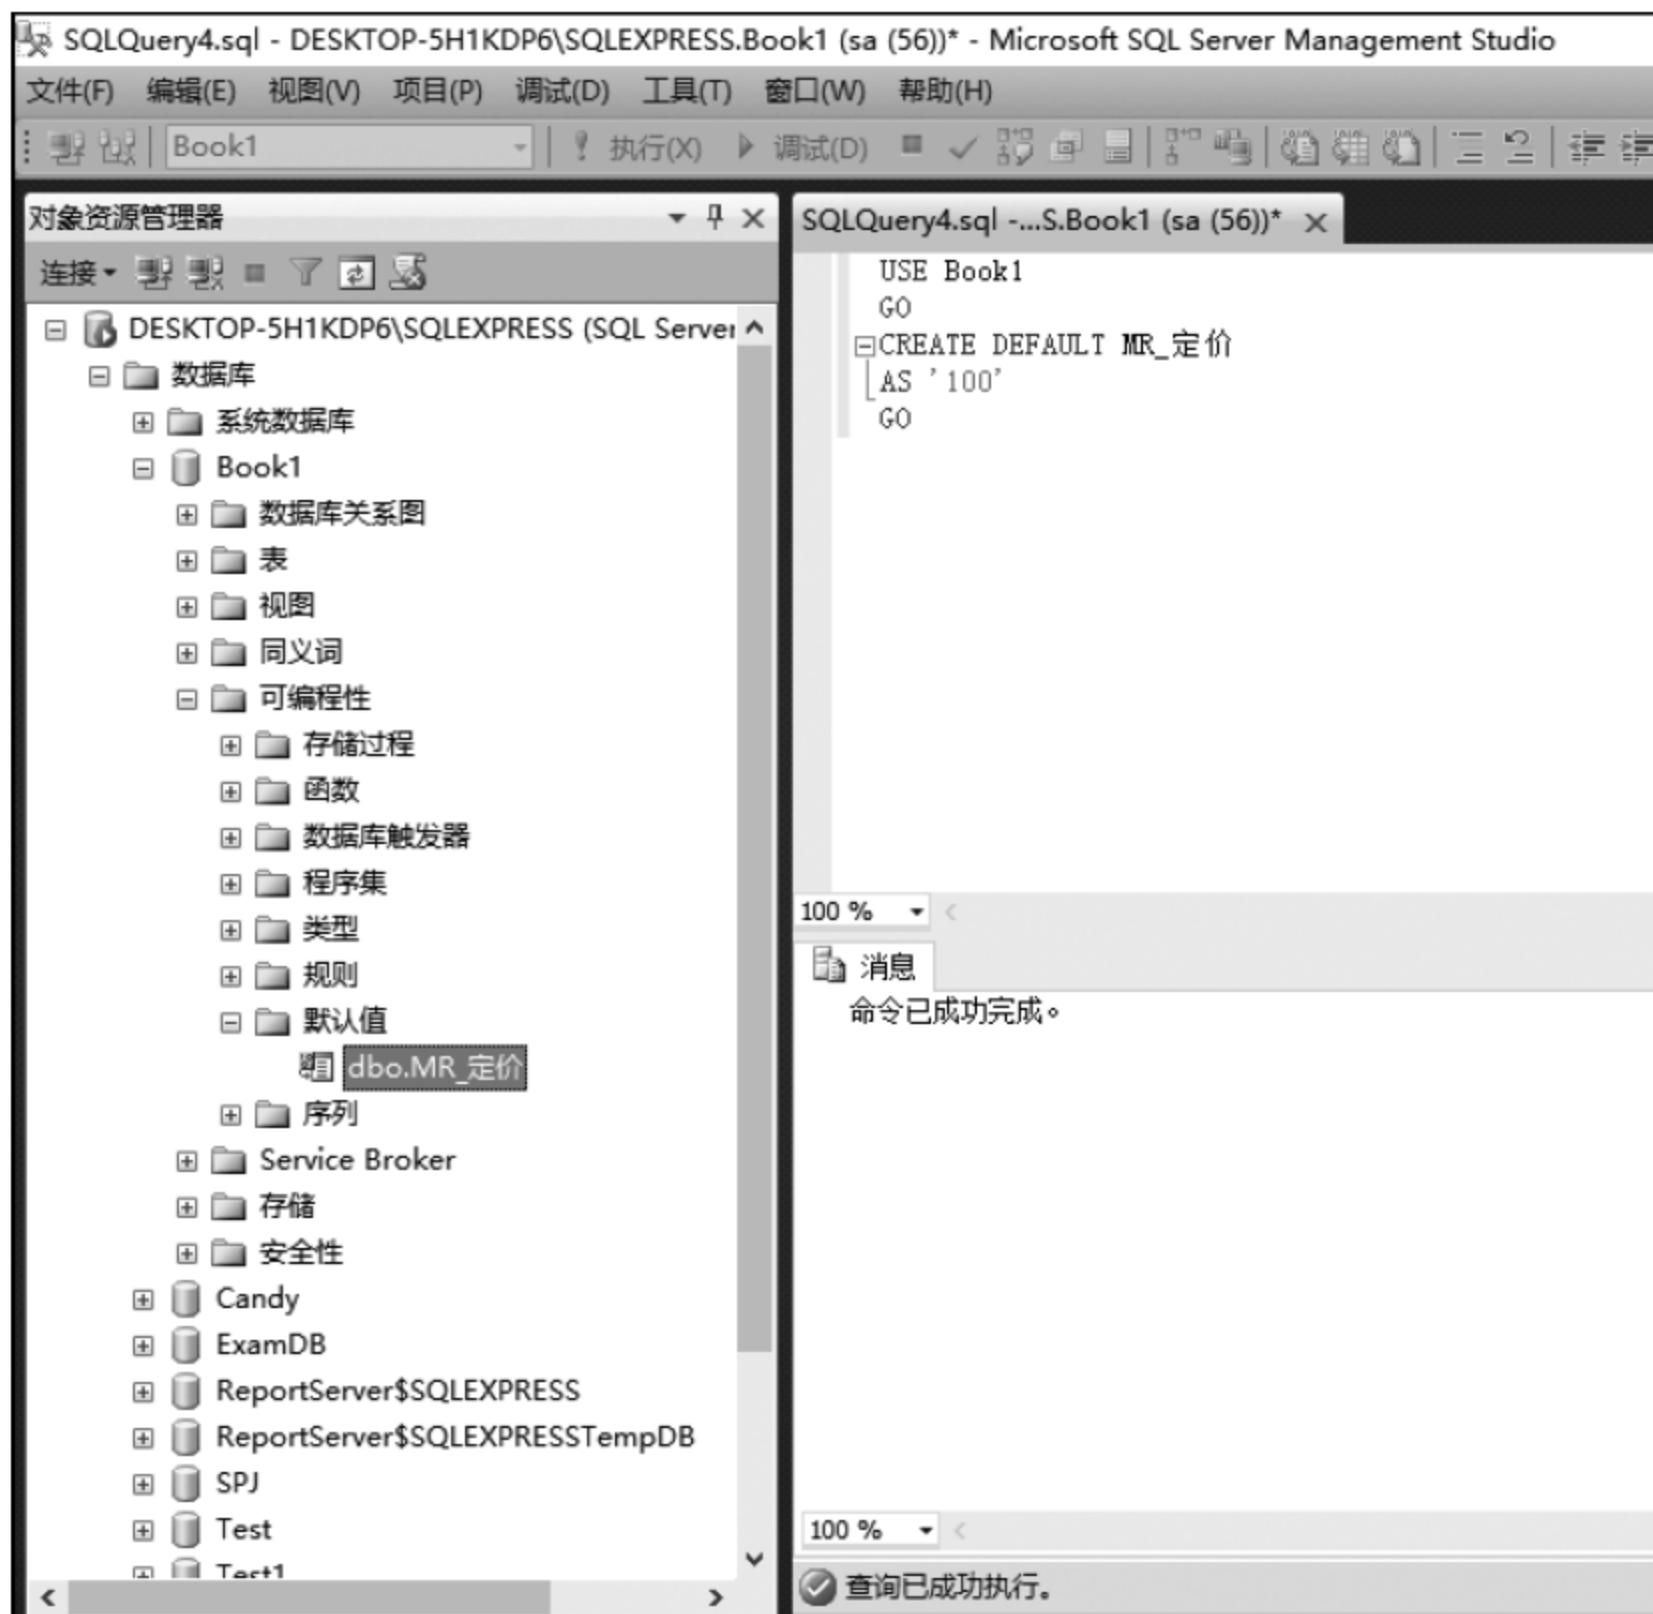 SQLQuery4.sql - DESKTOP-5H1KDP6\SQLEXPRESS.Book1 (sa (56))* - Microsoft SQL Server Management Studio
文件(F) 编辑(E) 视图(V) 项目(P) 调试(D) 工具(T) 窗口(W) 帮助(H)
Book1 执行(X) 调试(D)
对象资源管理器
连接
DESKTOP-5H1KDP6\SQLEXPRESS (SQL Server
数据库
系统数据库
Book1
数据库关系图
表
视图
同义词
可编程性
存储过程
函数
数据库触发器
程序集
类型
规则
默认值
dbo.MR_定价
序列
Service Broker
存储
安全性
Candy
ExamDB
ReportServer$SQLEXPRESS
ReportServer$SQLEXPRESSTempDB
SPJ
Test
Test1
SQLQuery4.sql -...S.Book1 (sa (56))*
USE Book1
GO
CREATE DEFAULT MR_定价
AS '100'
GO
100 %
消息
命令已成功完成。
100 %
查询已成功执行。